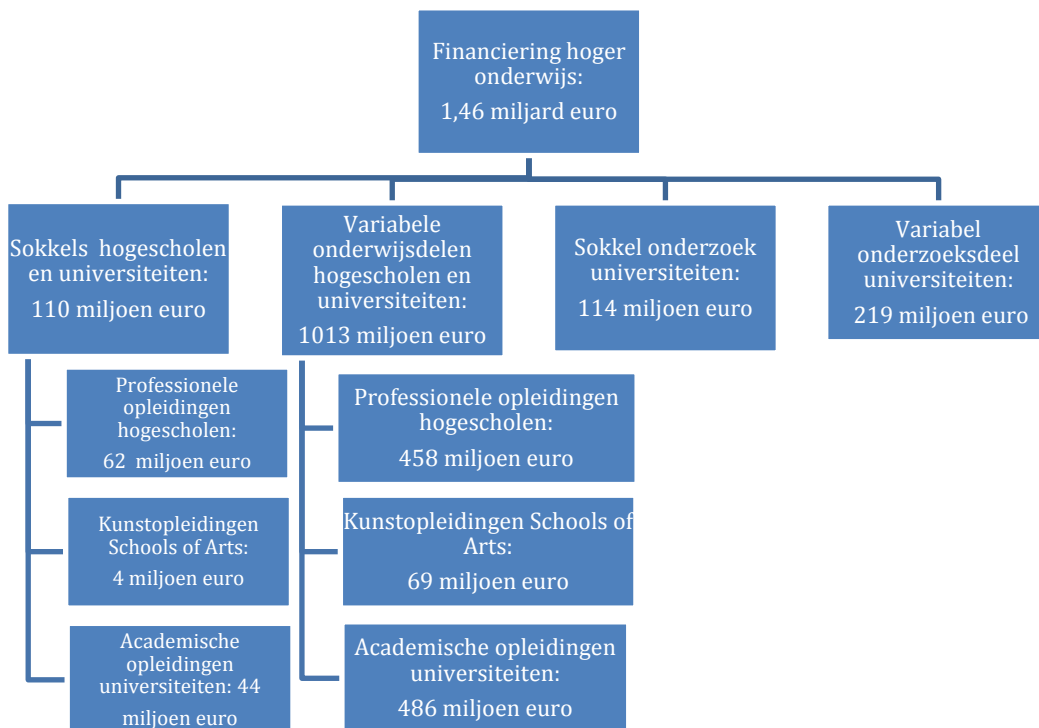 Financiering hoger
onderwijs:
1,46 miljard euro
Sokkels hogescholen
en universiteiten:
110 miljoen euro
Variabele
onderwijsdelen
hogescholen en
universiteiten:
1013 miljoen euro
Sokkel onderzoek
universiteiten:
114 miljoen euro
Variabel
onderzoeksdeel
universiteiten:
219 miljoen euro
Professionele
opleidingen
hogescholen:
62 miljoen euro
Kunstopleidingen
Schools of Arts:
4 miljoen euro
Academische
opleidingen
universiteiten: 44
miljoen euro
Professionele opleidingen
hogescholen:
458 miljoen euro
Kunstopleidingen Schools of
Arts:
69 miljoen euro
Academische opleidingen
universiteiten:
486 miljoen euro